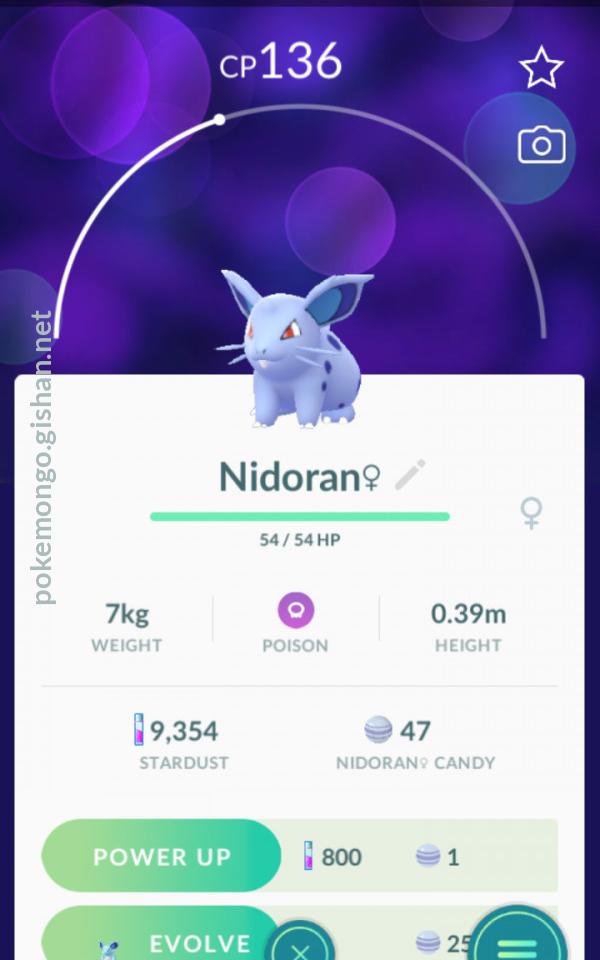 CP136
pokemongo.gishan.net
Nidoran♀
54 / 54 HP
♀
7kg
WEIGHT
POISON
0.39m
HEIGHT
9,354
STARDUST
47
NIDORAN♀ CANDY
POWER UP
800
1
EVOLVE
25